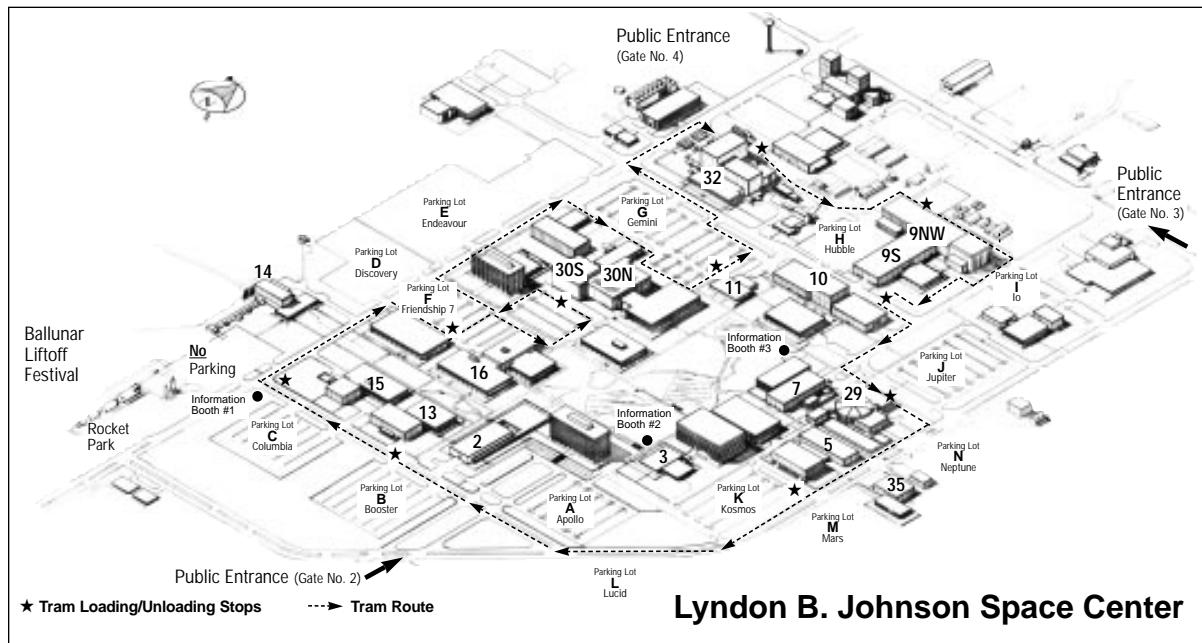 Public Entrance
(Gate No. 4)
Public
Entrance
(Gate No. 3)
32
Parking Lot
E
Endeavour
Parking Lot
G
Gemini
Parking Lot
H
Hubble
9NW
9S
Parking Lot
D
Discovery
14
30S
30N
11
10
Parking Lot
I
Io
Parking Lot
F
Friendship 7
Ballunar
Liftoff
Festival
No
Parking
Information
Booth #3
Parking Lot
J
Jupiter
16
15
7
29
Information
Booth #1
Rocket
Park
Parking Lot
C
Columbia
13
2
Information
Booth #2
3
5
Parking Lot
N
Neptune
35
Parking Lot
B
Booster
Parking Lot
A
Apollo
Parking Lot
K
Kosmos
Parking Lot
M
Mars
Public Entrance (Gate No. 2)
Parking Lot
L
Lucid
★ Tram Loading/Unloading Stops
Tram Route
Lyndon B. Johnson Space Center